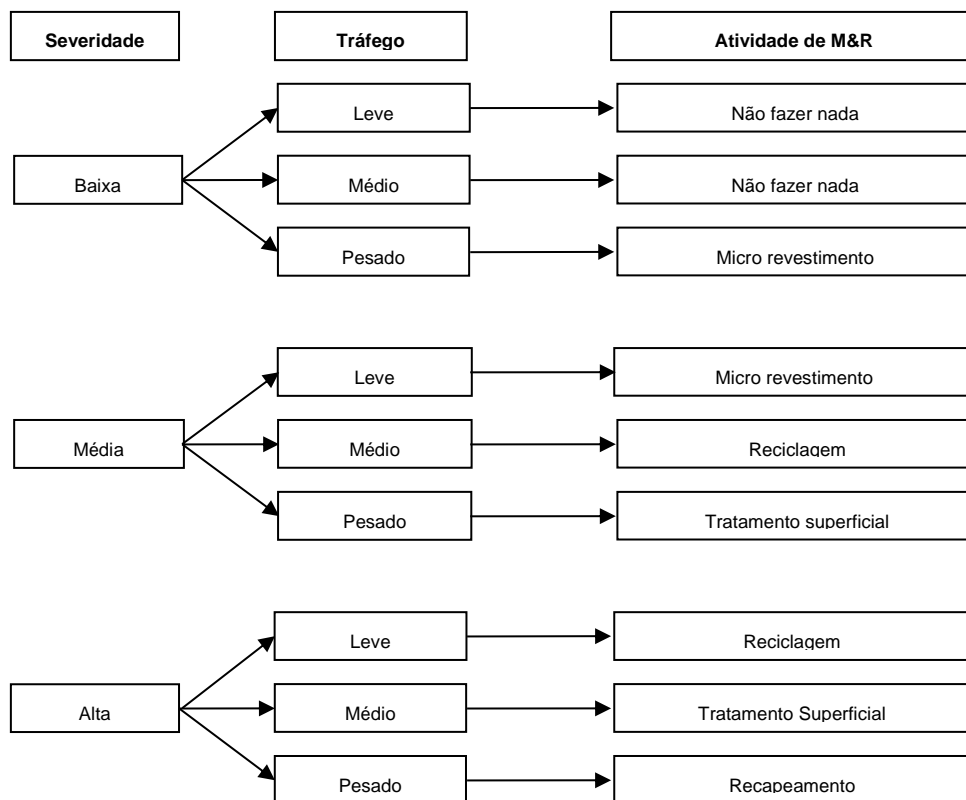 Severidade Tráfego Atividade de M&R
Leve Não fazer nada
Baixa Médio Não fazer nada
Pesado Micro revestimento
Leve Micro revestimento
Média Médio Reciclagem
Pesado Tratamento superficial
Leve Reciclagem
Alta Médio Tratamento Superficial
Pesado Recapeamento